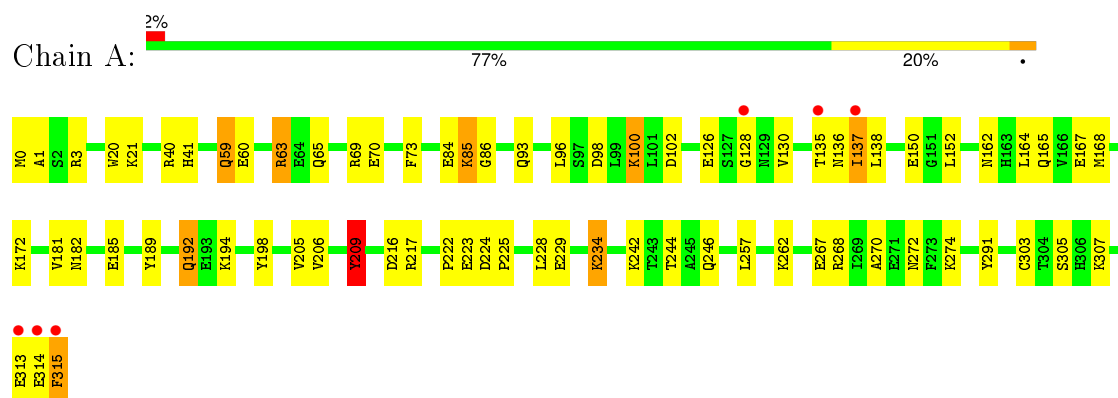 2%
Chain A:
77% 20% •
M0 A1 S2 R3 W20 K21 R40 H41 Q59 E60 R63 E64 Q65 R69 E70 F73 E84 K85 G86 Q93 L96 S97 D98 L99 K100 L101 D102 E126 S127 G128 N129 V130 T135 N136 I137 L138 E150 G151 L152 N162 H163 L164 Q165 V166 E167 M168
K172 V181 N182 E185 Y189 Q192 E193 K194 Y198 V205 V206 Y209 D216 R217 P222 E223 D224 P225 L228 E229 K234 K242 T243 T244 A245 Q246 L257 K262 E267 R268 I269 A270 E271 N272 F273 K274 Y291 C303 T304 S305 H306 K307
E313 E314 F315